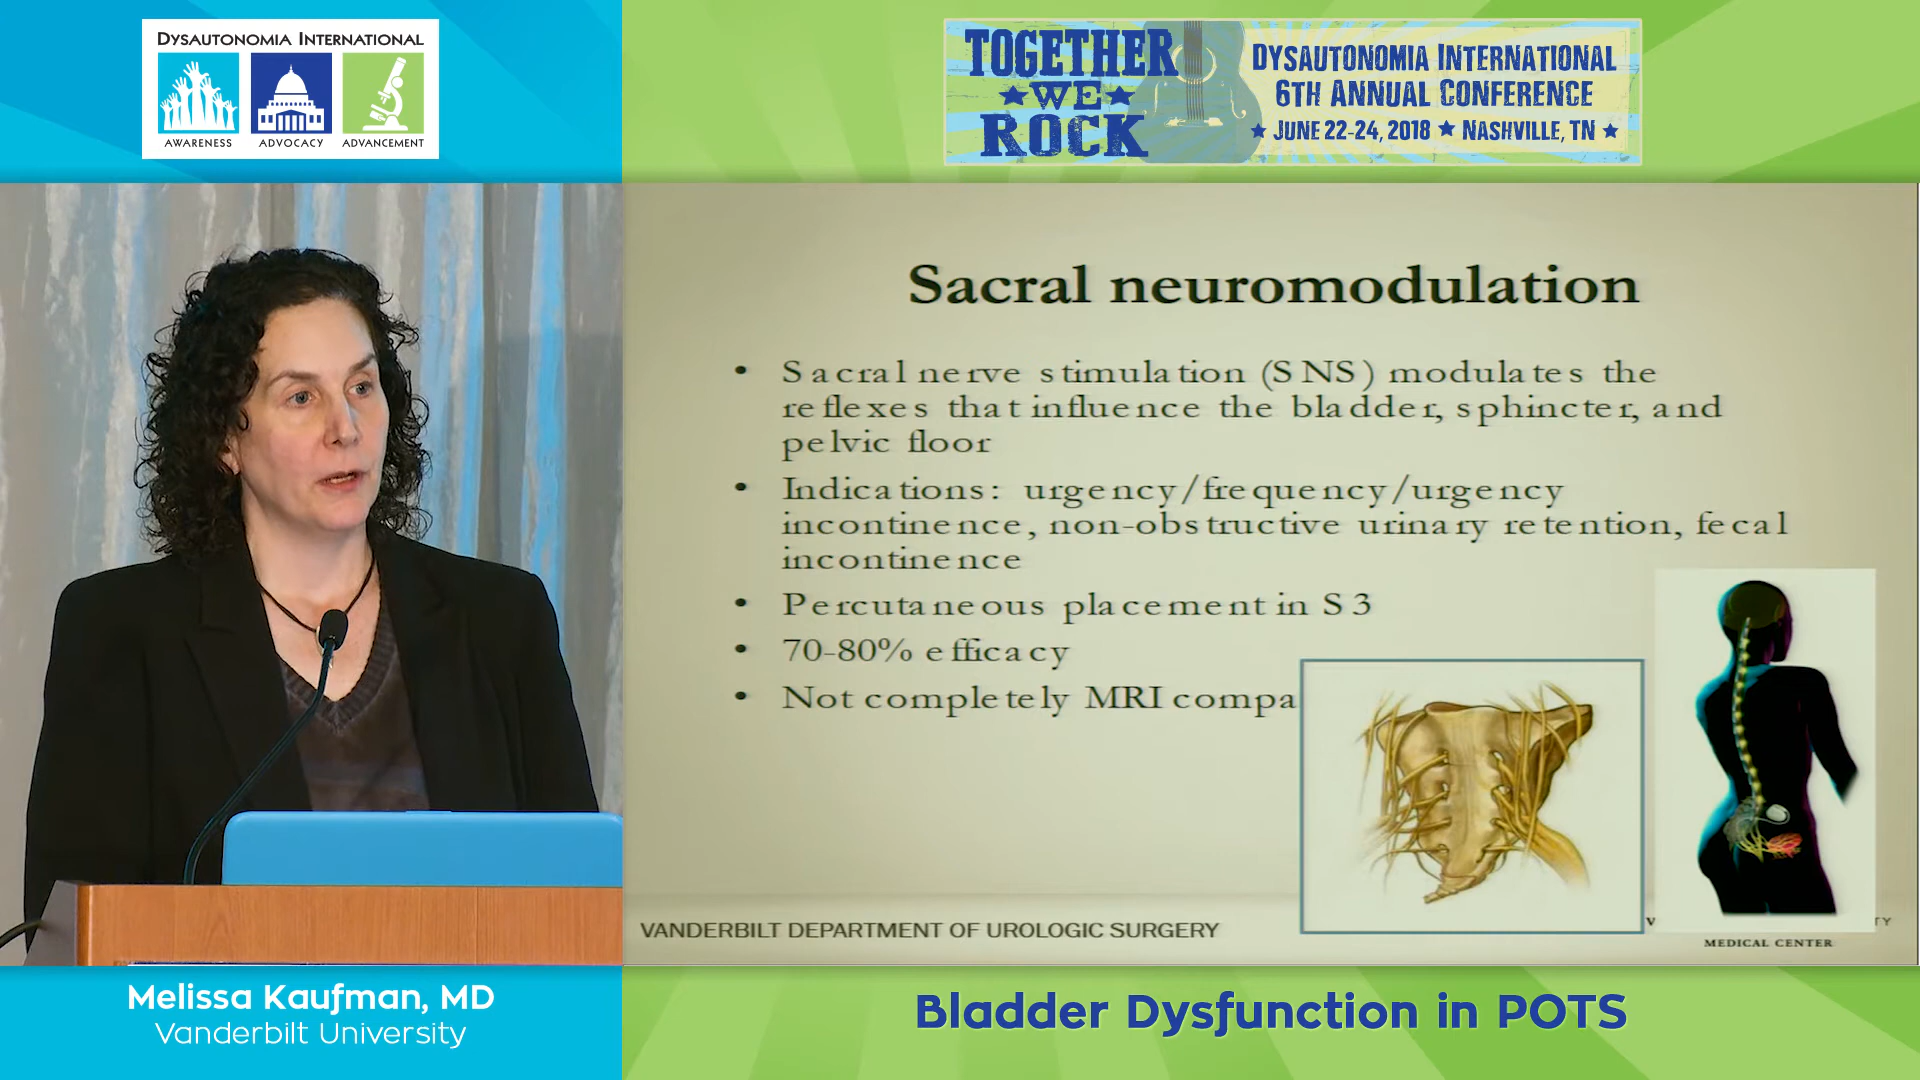 DYSAUTONOMIA INTERNATIONAL
AWARENESS ADVOCACY ADVANCEMENT
TOGETHER
WE
ROCK
DYSAUTONOMIA INTERNATIONAL
6TH ANNUAL CONFERENCE
JUNE 22-24, 2018 NASHVILLE, TN
Sacral neuromodulation
• Sacral nerve stimulation (SNS) modulates the
reflexes that influence the bladder, sphincter, and
pelvic floor
• Indications: urgency/frequency/urgency
incontinence, non-obstructive urinary retention, fecal
incontinence
• Percutaneous placement in S3
• 70-80% efficacy
• Not completely MRI compa
VANDERBILT DEPARTMENT OF UROLOGIC SURGERY
MEDICAL CENTER
Melissa Kaufman, MD
Vanderbilt University
Bladder Dysfunction in POTS